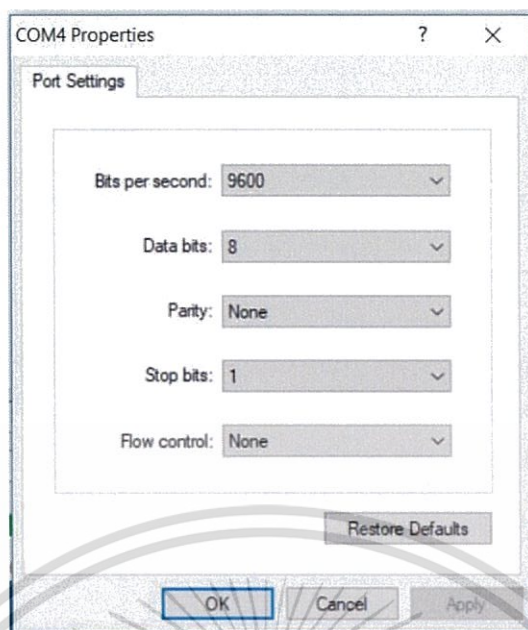 COM4 Properties ? ×
Port Settings
Bits per second: 9600
Data bits: 8
Parity: None
Stop bits: 1
Flow control: None
Restore Defaults
OK Cancel Apply